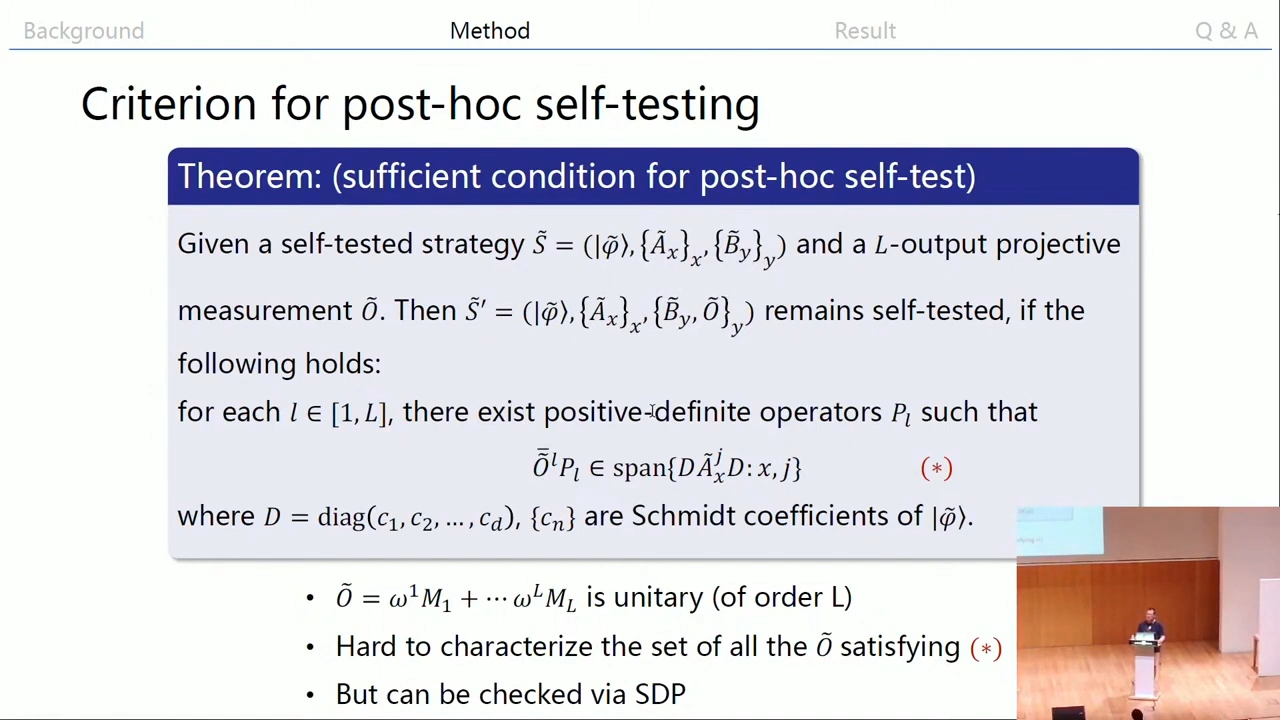 Background Method Result Q & A
Criterion for post-hoc self-testing
Theorem: (sufficient condition for post-hoc self-test)
Given a self-tested strategy S̃ = (|φ̃⟩, {Ã_x}_x, {B̃_y}_y) and a L-output projective
measurement Õ. Then S̃′ = (|φ̃⟩, {Ã_x}_x, {B̃_y, Õ}_y) remains self-tested, if the
following holds:
for each l ∈ [1, L], there exist positive-definite operators P_l such that
Õ̅^l P_l ∈ span{DÃ_x^j D: x, j} (∗)
where D = diag(c_1, c_2, …, c_d), {c_n} are Schmidt coefficients of |φ̃⟩.
• Õ = ω^1 M_1 + ⋯ ω^L M_L is unitary (of order L)
• Hard to characterize the set of all the Õ satisfying (∗)
• But can be checked via SDP